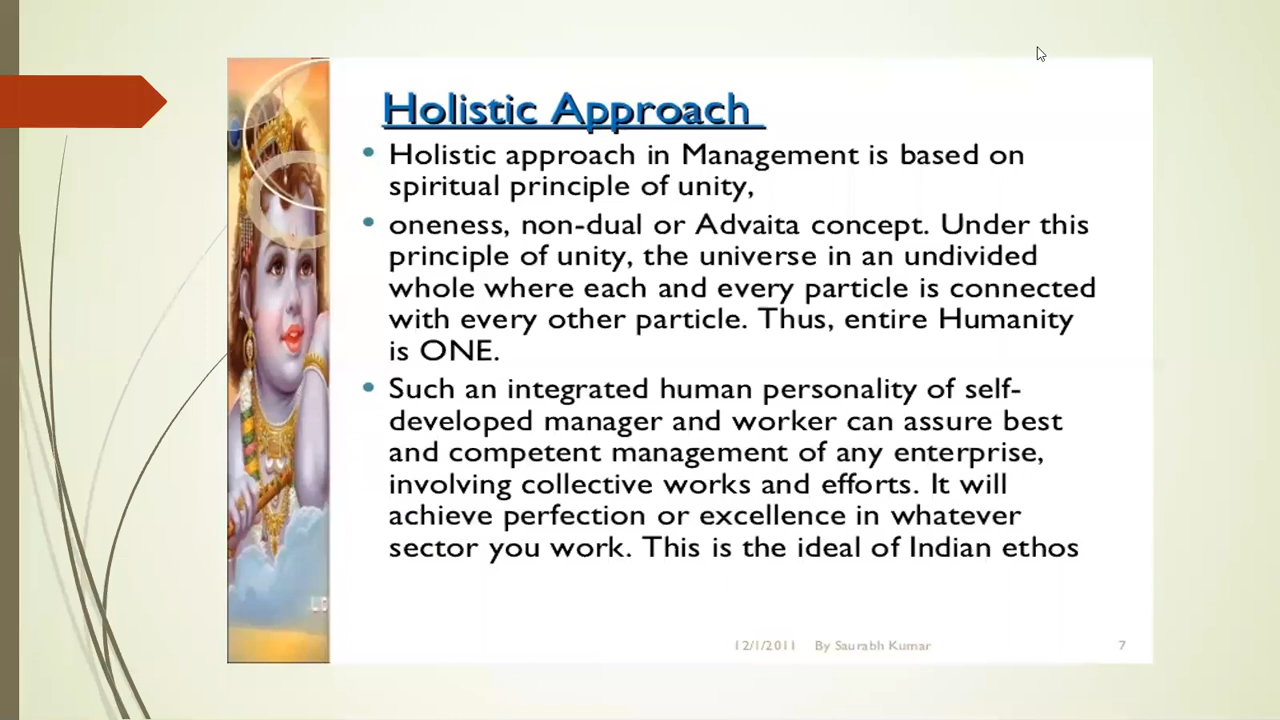 Holistic Approach
• Holistic approach in Management is based on
spiritual principle of unity,
• oneness, non-dual or Advaita concept. Under this
principle of unity, the universe in an undivided
whole where each and every particle is connected
with every other particle. Thus, entire Humanity
is ONE.
• Such an integrated human personality of self-
developed manager and worker can assure best
and competent management of any enterprise,
involving collective works and efforts. It will
achieve perfection or excellence in whatever
sector you work. This is the ideal of Indian ethos
12/1/2011 By Saurabh Kumar 7